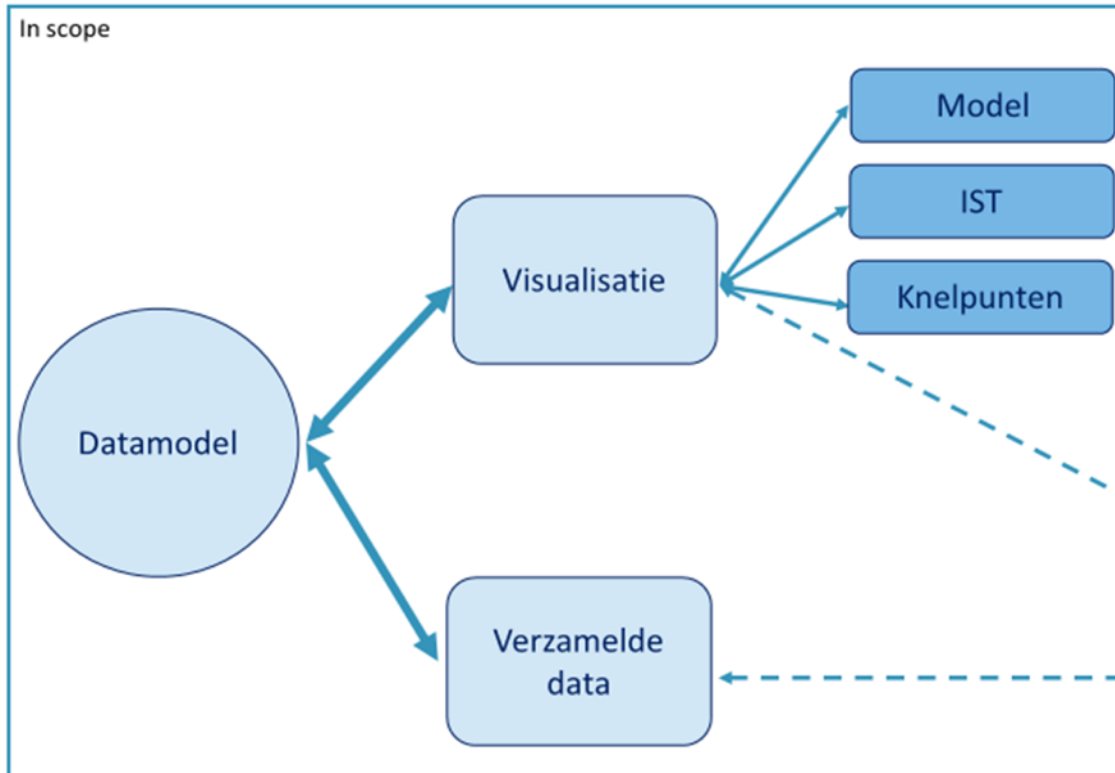 In scope
Model
IST
Visualisatie
Knelpunten
Datamodel
Verzamelde
data